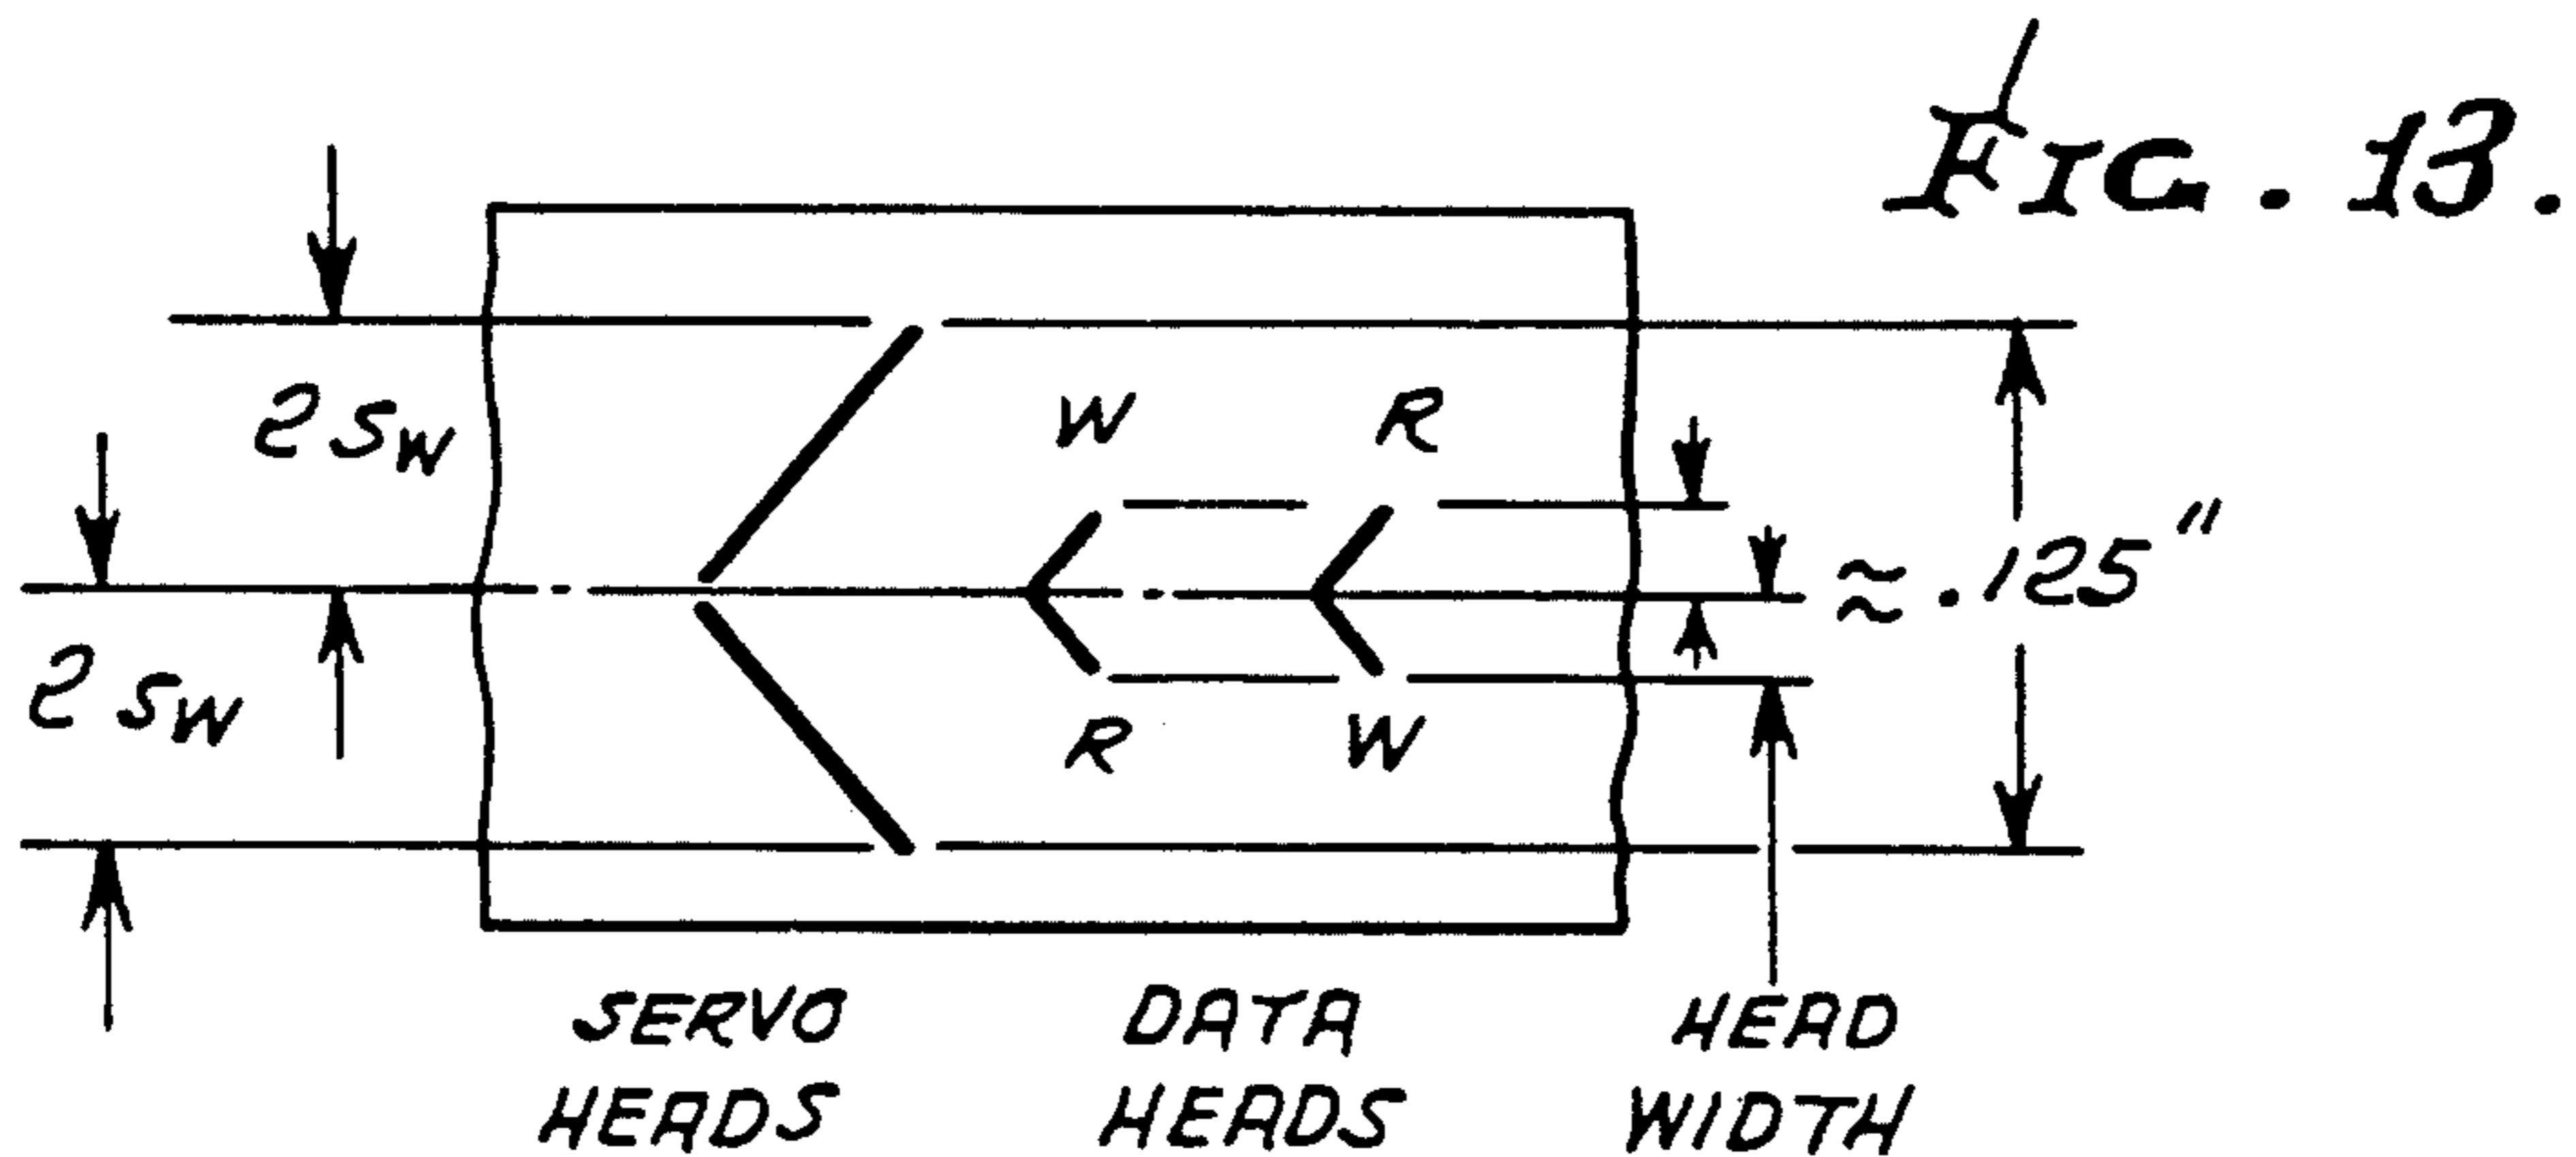 FIG. 13.
2 SW
W R
≈ .125"
2 SW
R W
SERVO HEADS
DATA HEADS
HEAD WIDTH